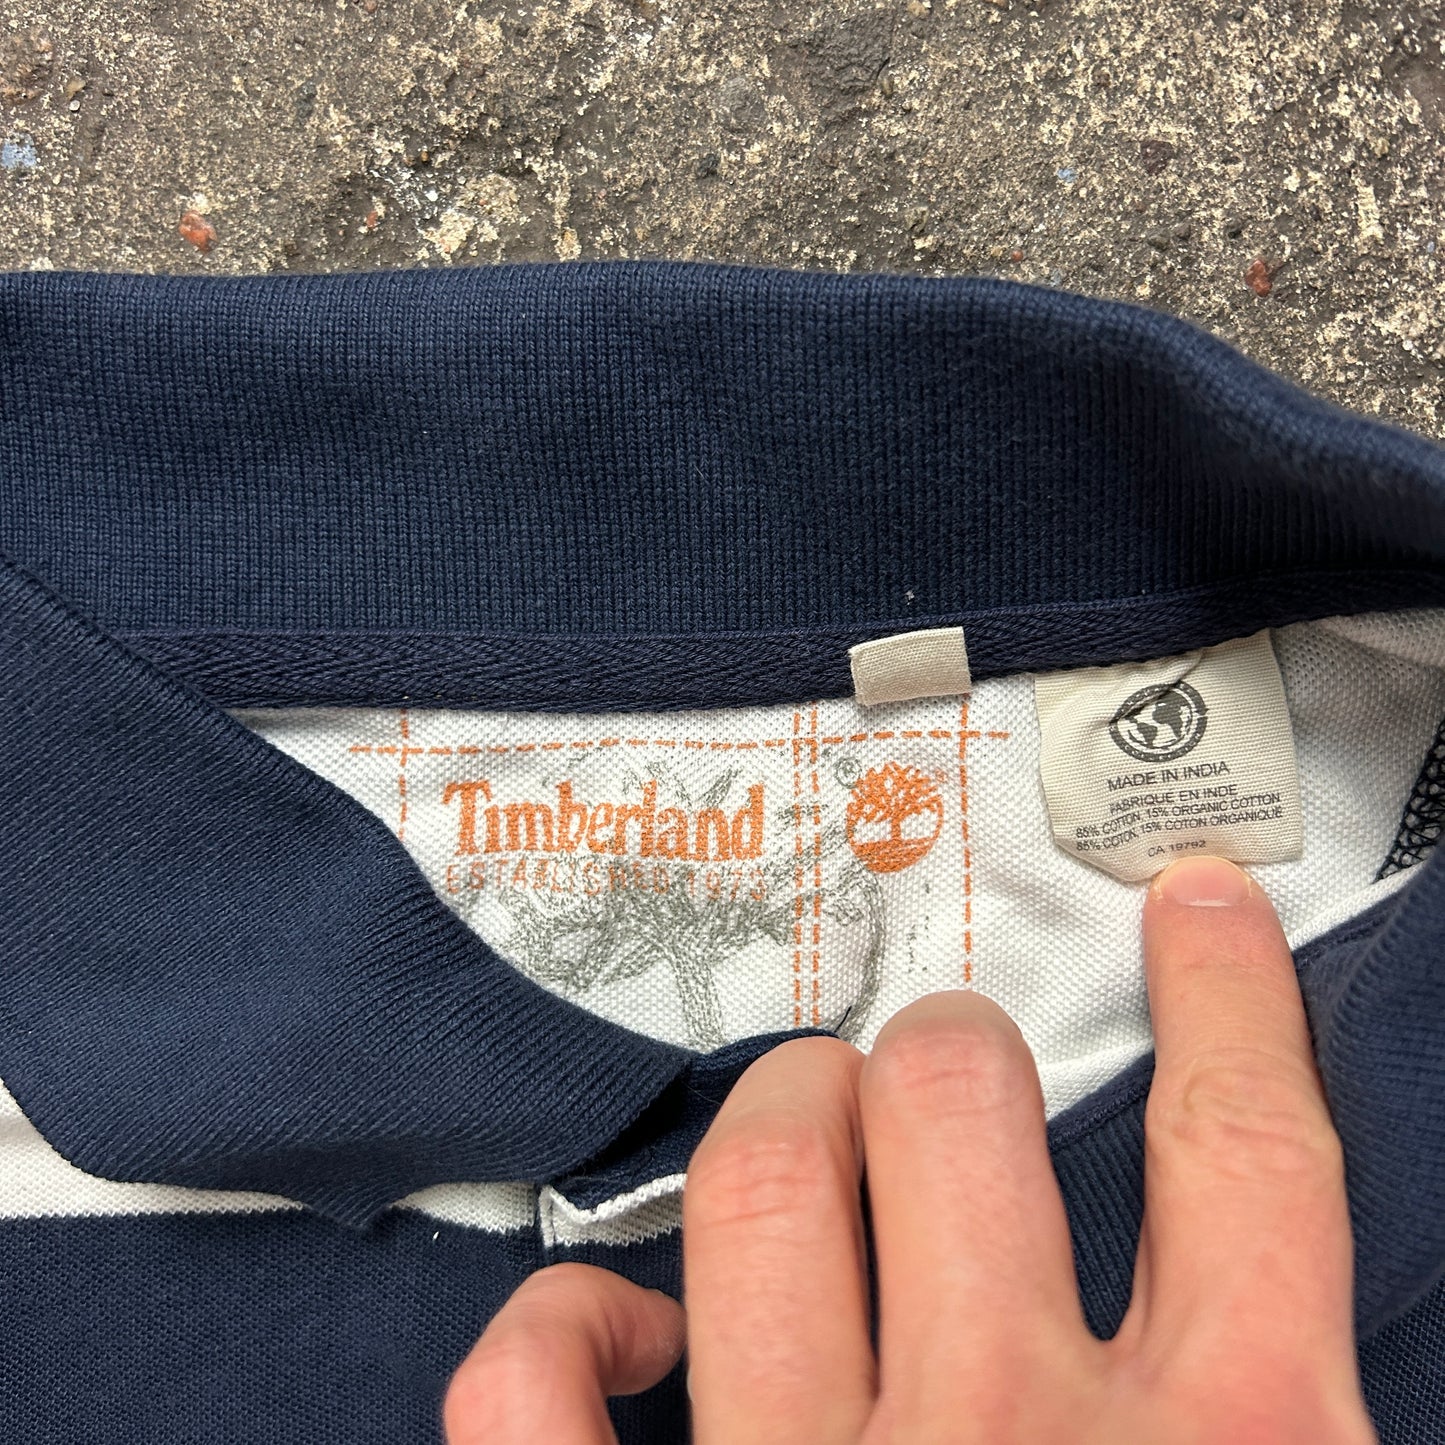 Timberland ®
ESTABLISHED 1973
MADE IN INDIA
FABRIQUE EN INDE
85% COTTON 15% ORGANIC COTTON
85% COTON 15% COTON ORGANIQUE
CA 19792